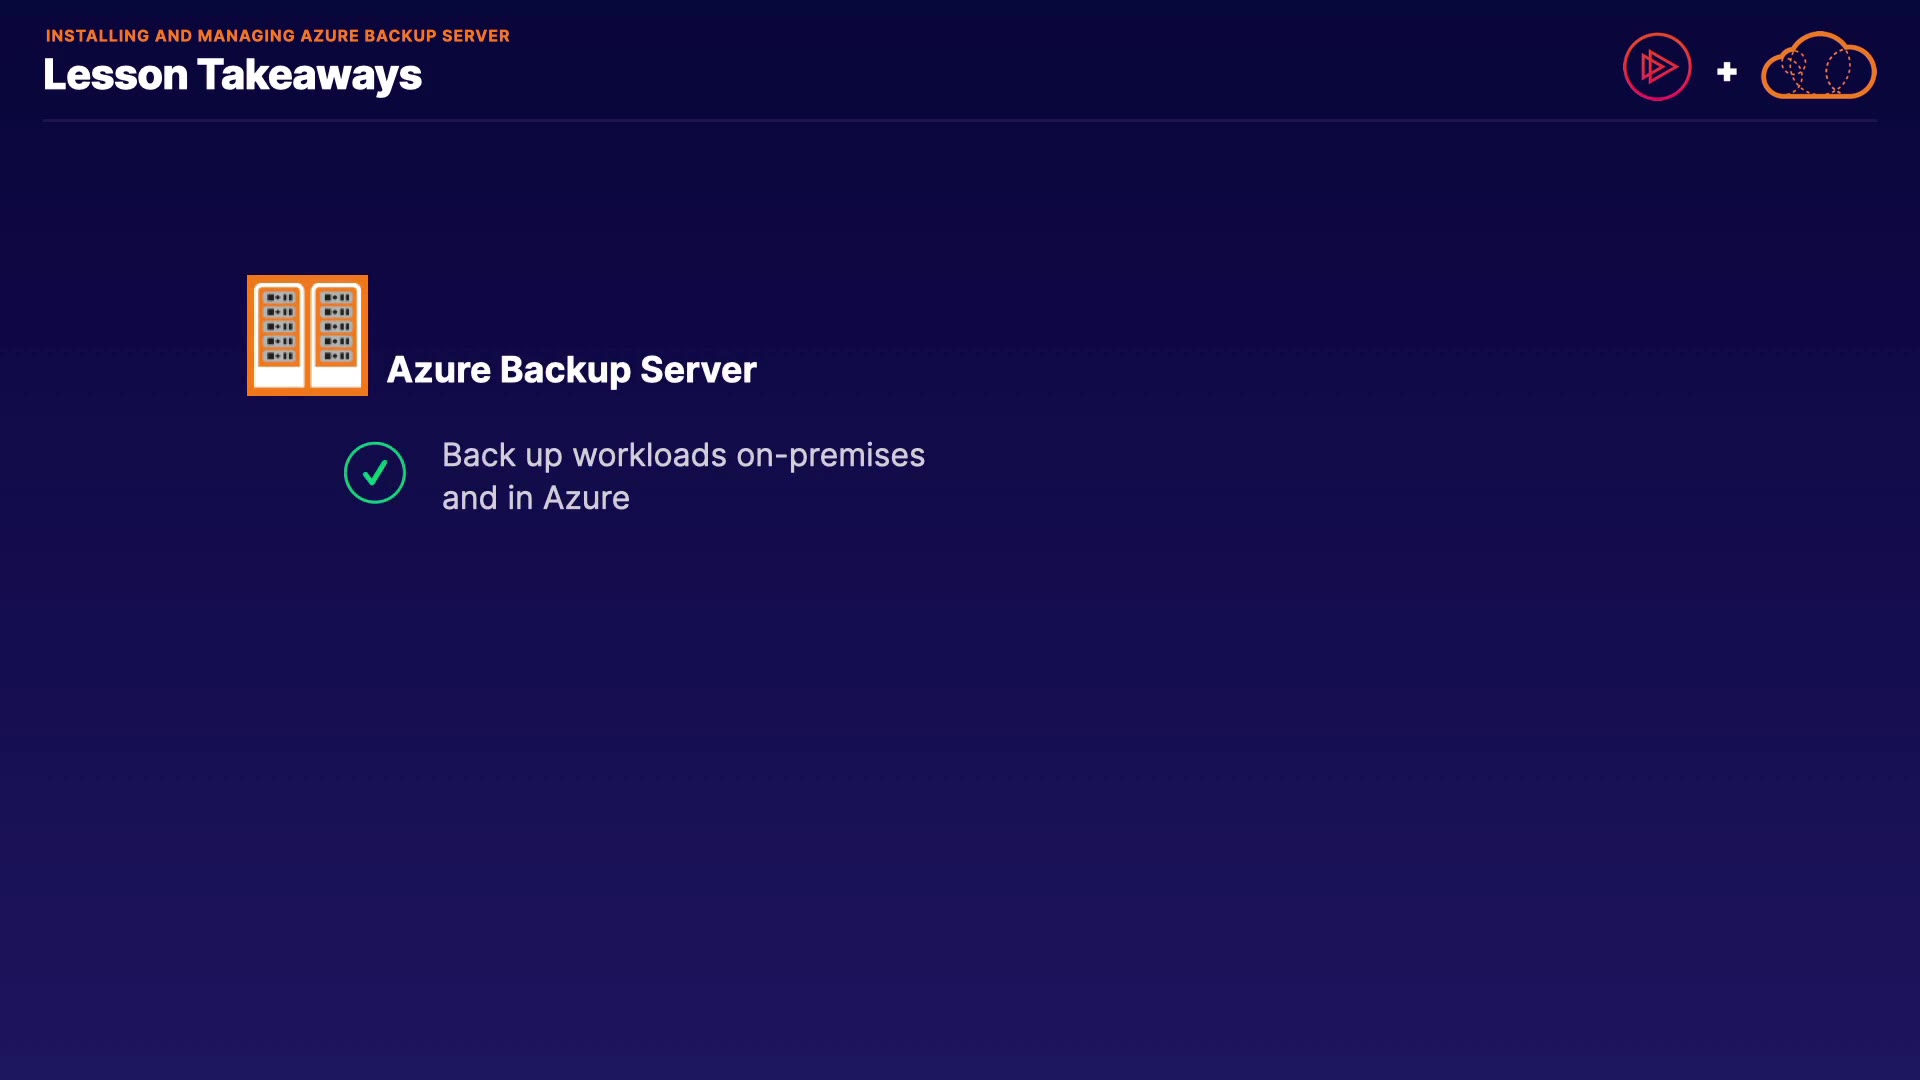 INSTALLING AND MANAGING AZURE BACKUP SERVER
Lesson Takeaways
Azure Backup Server
Back up workloads on-premises
and in Azure